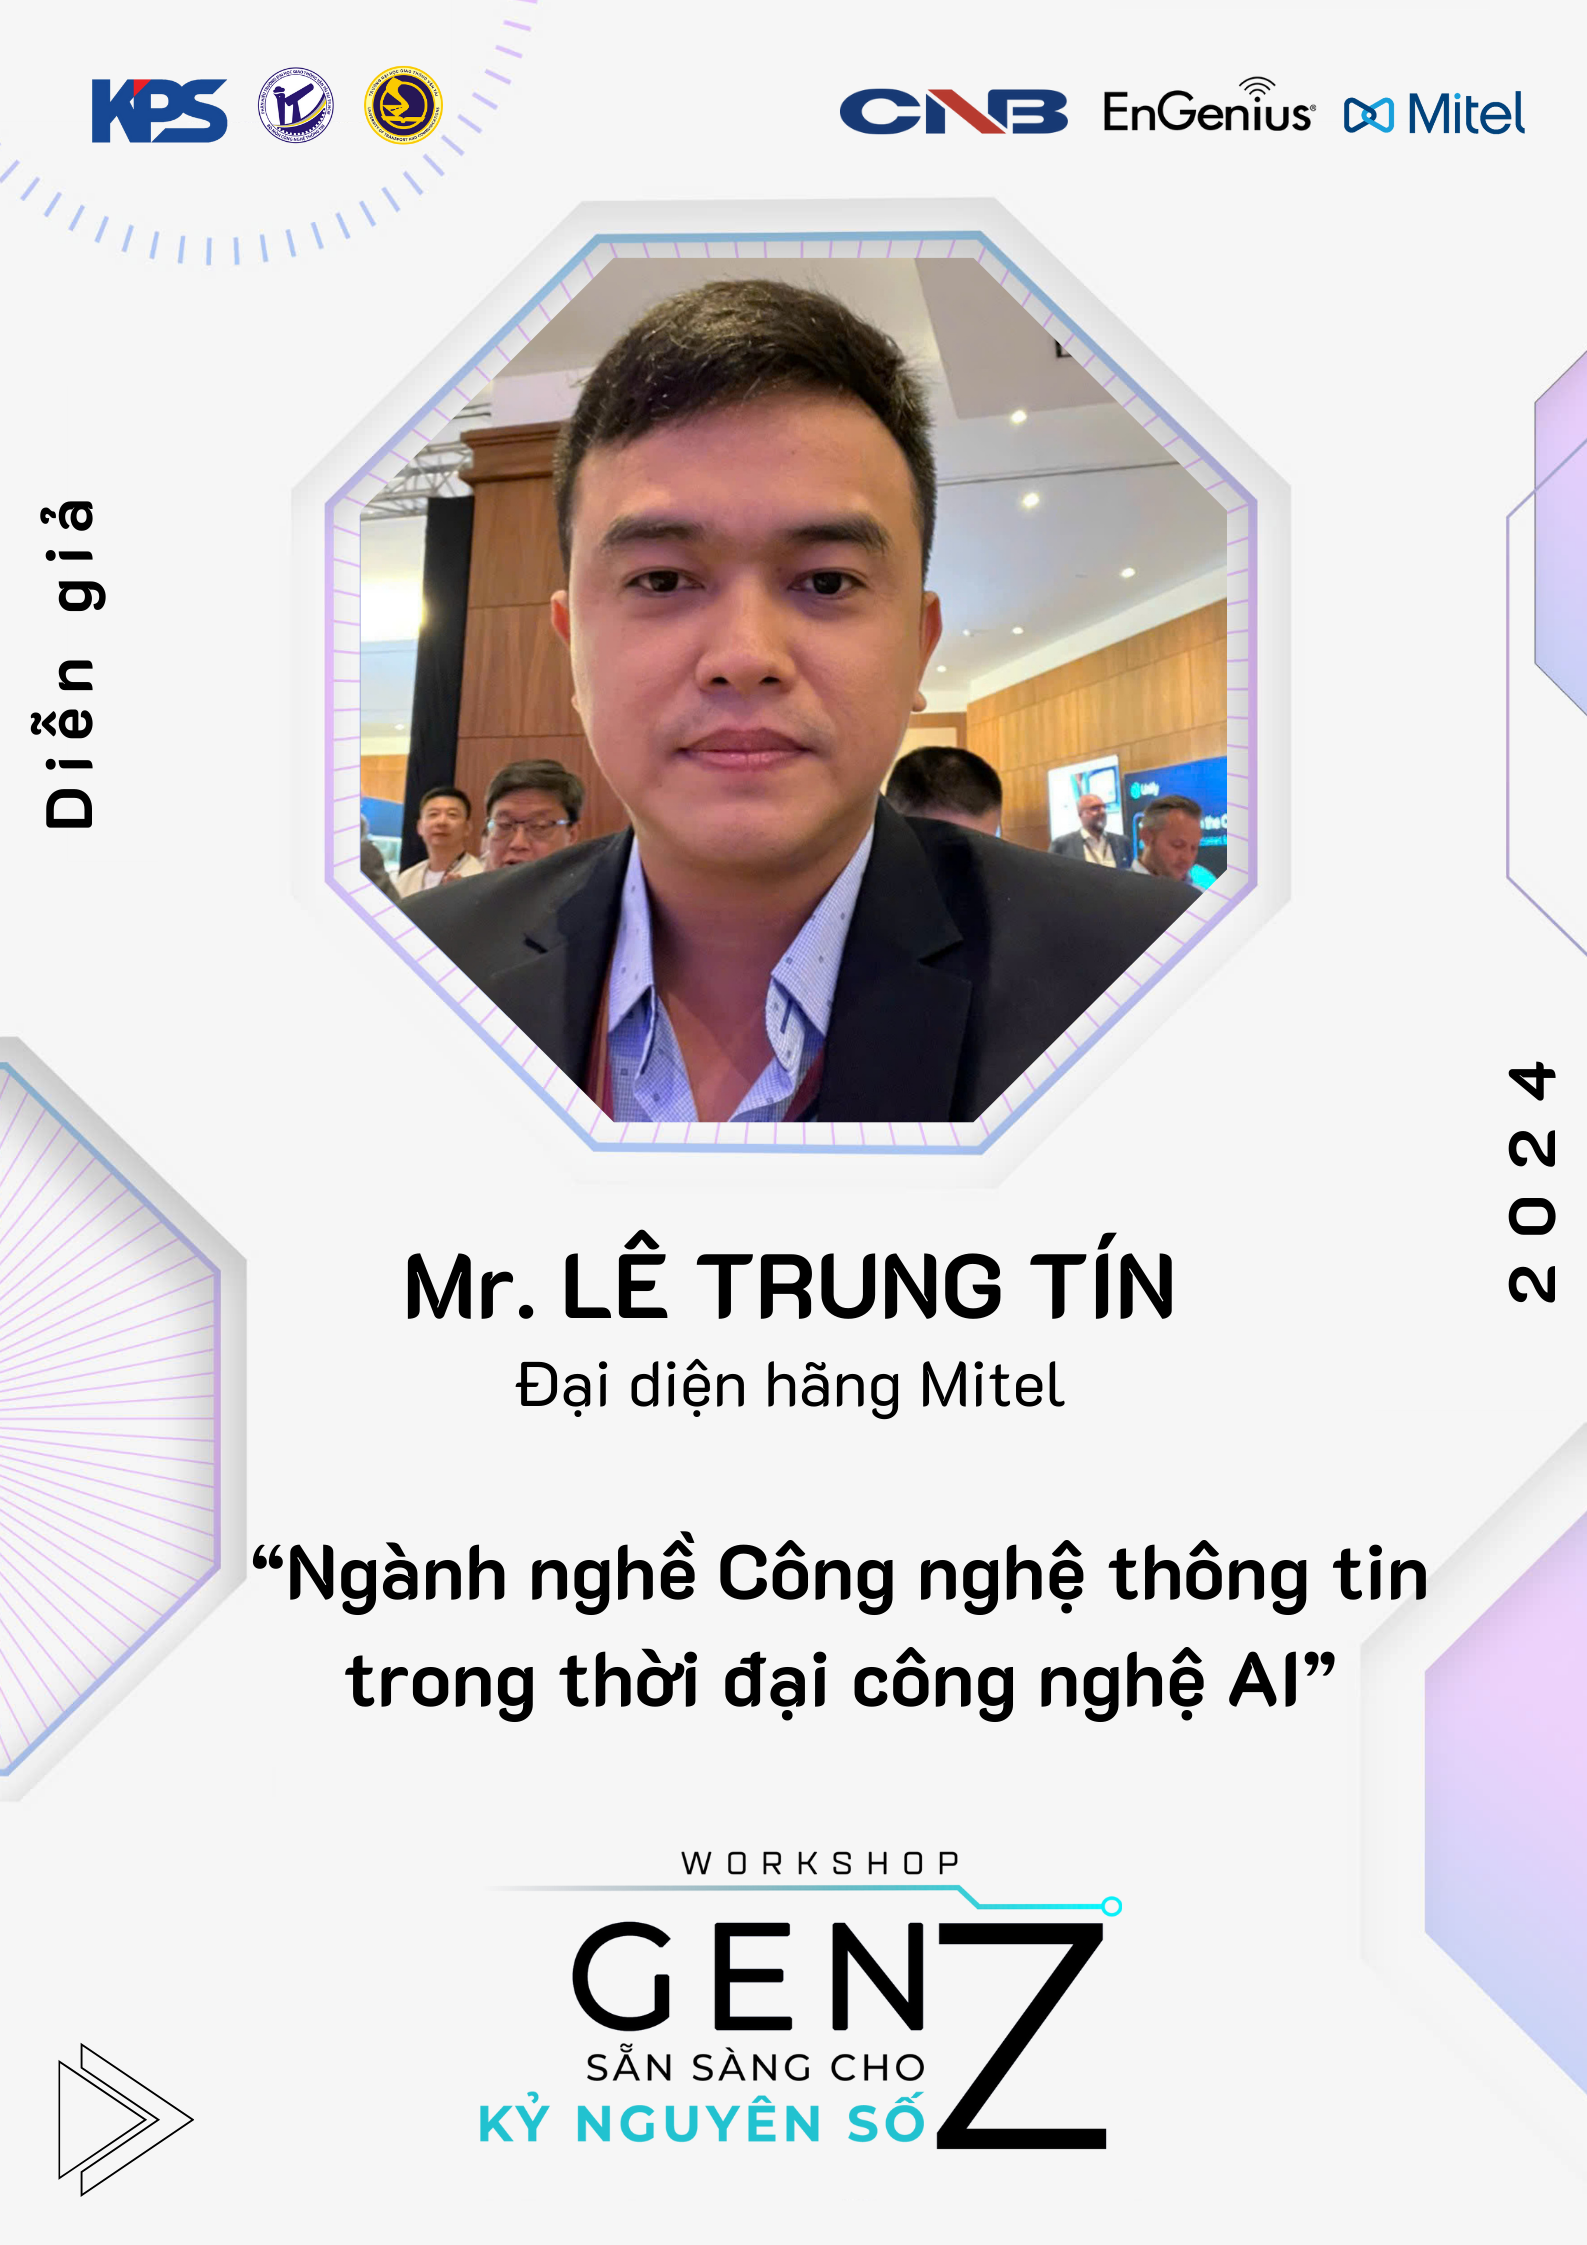 KPS
CNB
EnGenius®
Mitel
Diễn giả
Unify
2024
Mr. LÊ TRUNG TÍN
Đại diện hãng Mitel
“Ngành nghề Công nghệ thông tin
trong thời đại công nghệ AI”
WORKSHOP
GEN Z
SẴN SÀNG CHO
KỶ NGUYÊN SỐ